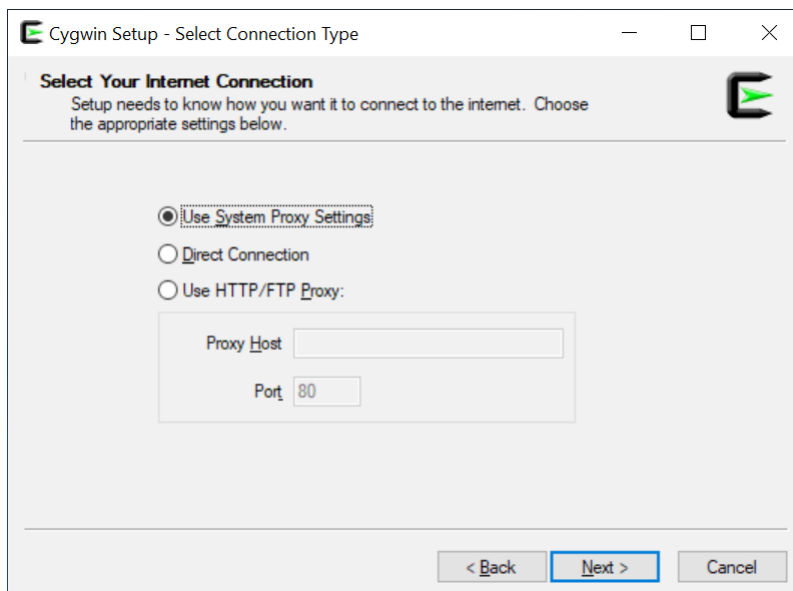 Cygwin Setup - Select Connection Type
Select Your Internet Connection
Setup needs to know how you want it to connect to the internet. Choose
the appropriate settings below.
Use System Proxy Settings
Direct Connection
Use HTTP/FTP Proxy:
Proxy Host
Port 80
< Back Next > Cancel